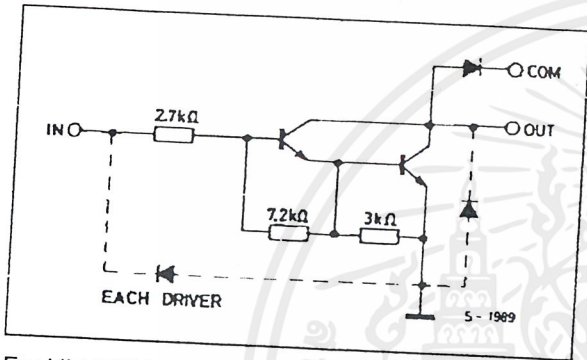 COM
2.7kΩ
IN
OUT
7.2kΩ
3kΩ
EACH DRIVER
S-1989